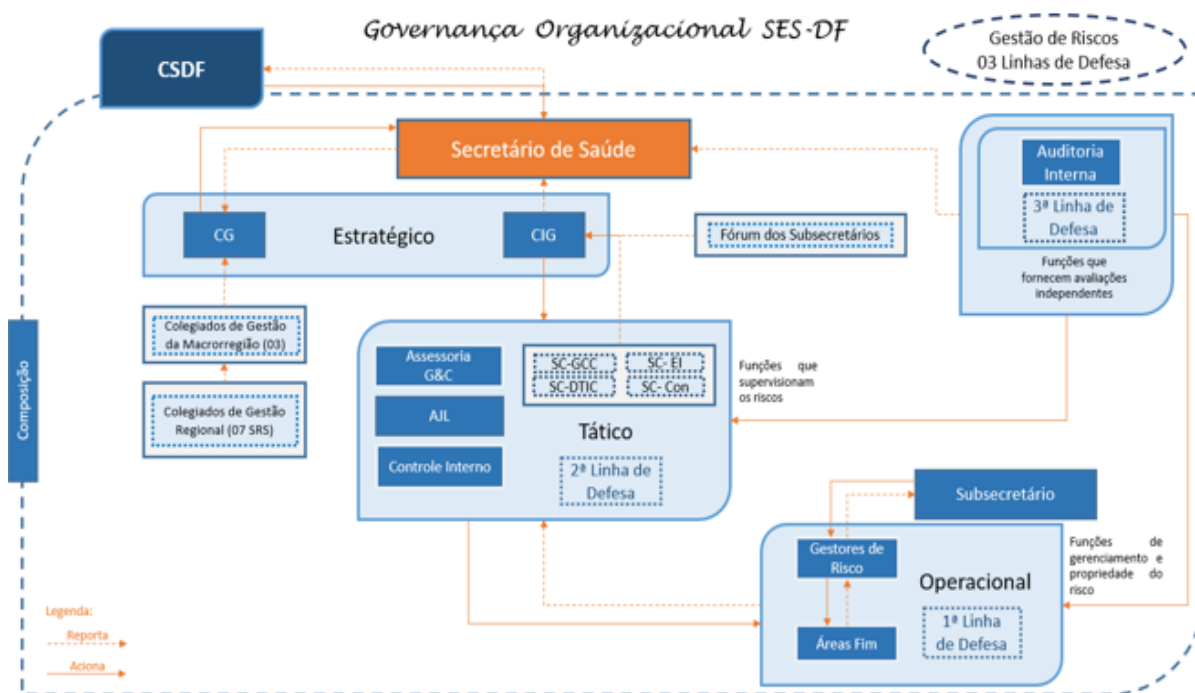 Governança Organizacional SES-DF
Gestão de Riscos
03 Linhas de Defesa
CSDF
Secretário de Saúde
Auditoria
Interna
3ª Linha de
Defesa
Funções que
fornecem avaliações
independentes
CG
Estratégico
CIG
Fórum dos Subsecretários
Colegiados de Gestão
da Macrorregião (03)
Colegiados de Gestão
Regional (07 SRS)
Composição
Assessoria
G&C
AJL
Controle Interno
SC-GCC
SC- EI
SC-DTIC
SC- Con
Tático
2ª Linha de
Defesa
Funções que
supervisionam
os riscos
Subsecretário
Gestores de
Risco
Operacional
Áreas Fim
1ª Linha
de Defesa
Funções de
gerenciamento e
propriedade do
risco
Legenda:
Reporta
Aciona